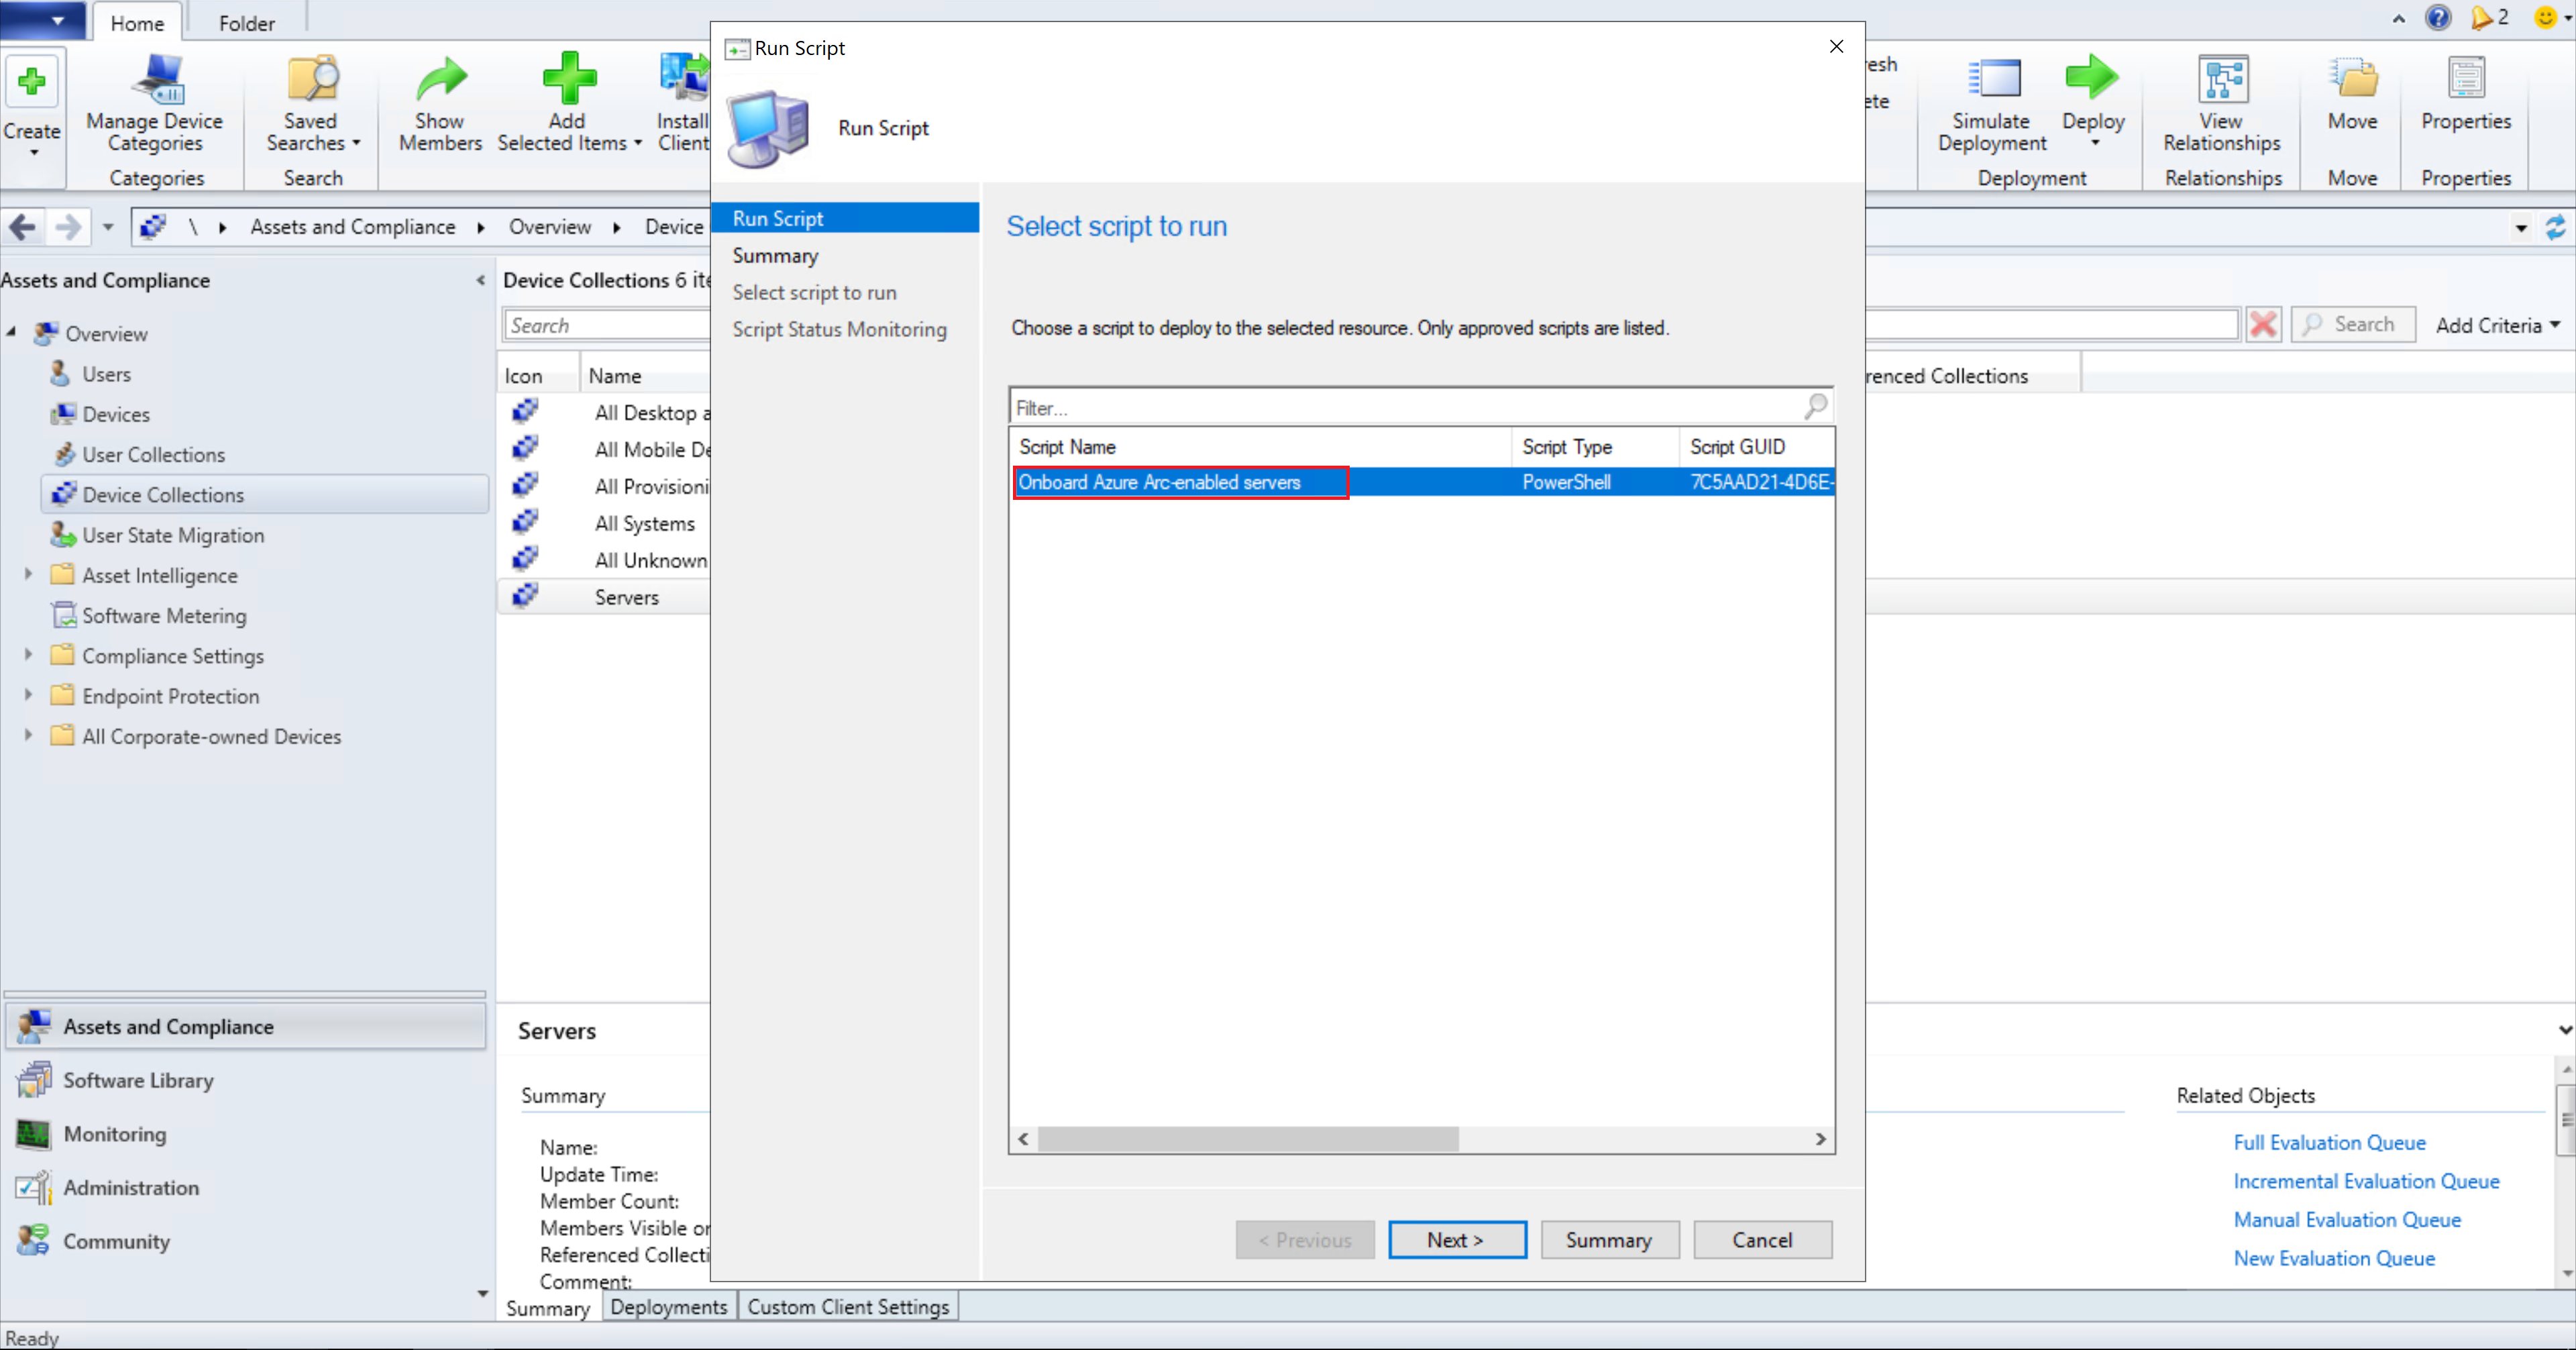 Home
Folder
2
Create
Manage Device
Categories
Categories
Saved
Searches
Search
Show
Members
Add
Selected Items
Install
Client
Run Script
Run Script
Simulate
Deployment
Deploy
Deployment
View
Relationships
Relationships
Move
Move
Properties
Properties
\ Assets and Compliance Overview Device
Assets and Compliance
Overview
Users
Devices
User Collections
Device Collections
User State Migration
Asset Intelligence
Software Metering
Compliance Settings
Endpoint Protection
All Corporate-owned Devices
Assets and Compliance
Software Library
Monitoring
Administration
Community
Device Collections 6
Search
Icon Name
All Desktop
All Mobile
All
All Systems
All Unknown
Servers
Servers
Summary
Name:
Update Time:
Member Count:
Members Visible
Referenced
Comment:
Summary Deployments Custom Client Settings
Run Script
Summary
Select script to run
Script Status Monitoring
Select script to run
Choose a script to deploy to the selected resource. Only approved scripts are listed.
Filter...
Script Name Script Type Script GUID
Onboard Azure Arc-enabled servers PowerShell 7C5AAD21-4D6E-
< Previous Next > Summary Cancel
Search Add Criteria
Collections
Related Objects
Full Evaluation Queue
Incremental Evaluation Queue
Manual Evaluation Queue
New Evaluation Queue
Ready